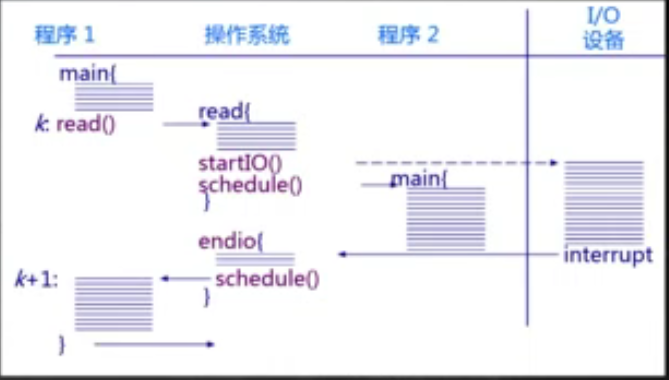 程序 1
操作系统
程序 2
I/O
设备
main{
k: read()
read{
startIO()
schedule()
}
main{
endio{
interrupt
k+1:
schedule()
}
}